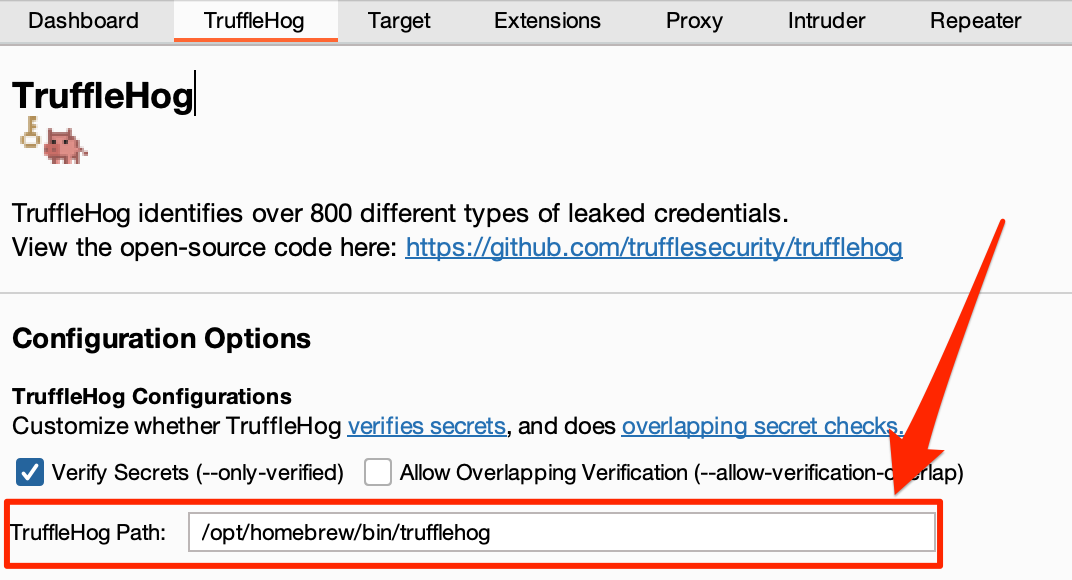 Dashboard TruffleHog Target Extensions Proxy Intruder Repeater
TruffleHog
TruffleHog identifies over 800 different types of leaked credentials.
View the open-source code here: https://github.com/trufflesecurity/trufflehog
Configuration Options
TruffleHog Configurations
Customize whether TruffleHog verifies secrets, and does overlapping secret checks.
Verify Secrets (--only-verified) Allow Overlapping Verification (--allow-verification-overlap)
TruffleHog Path: /opt/homebrew/bin/trufflehog